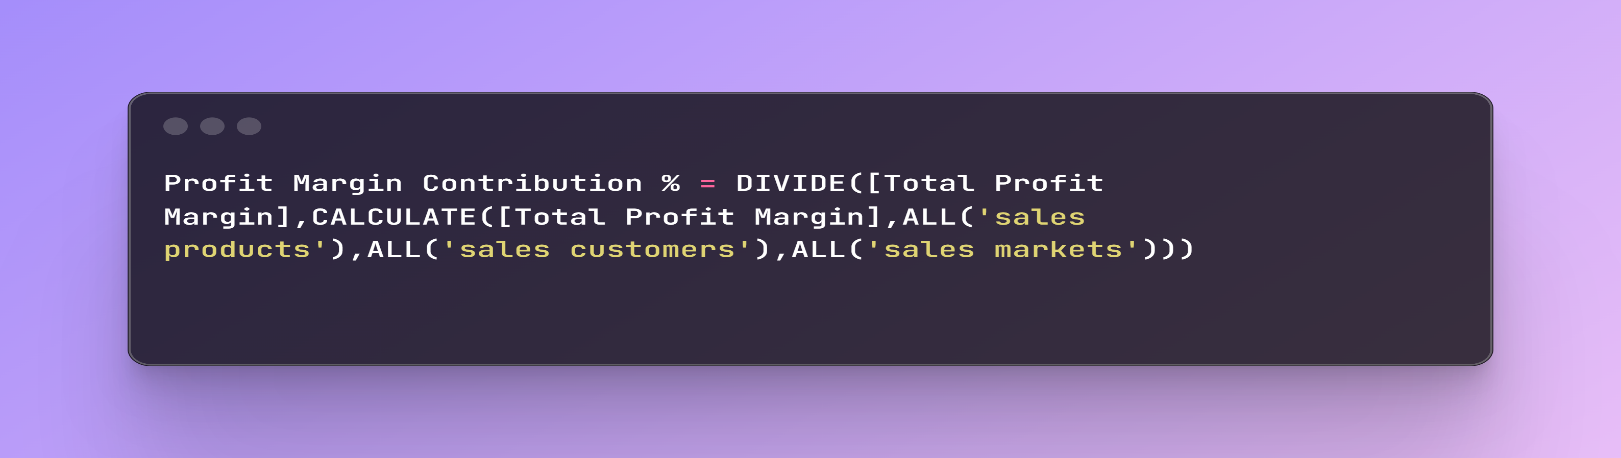 Profit Margin Contribution % = DIVIDE([Total Profit
Margin],CALCULATE([Total Profit Margin],ALL('sales
products'),ALL('sales customers'),ALL('sales markets')))